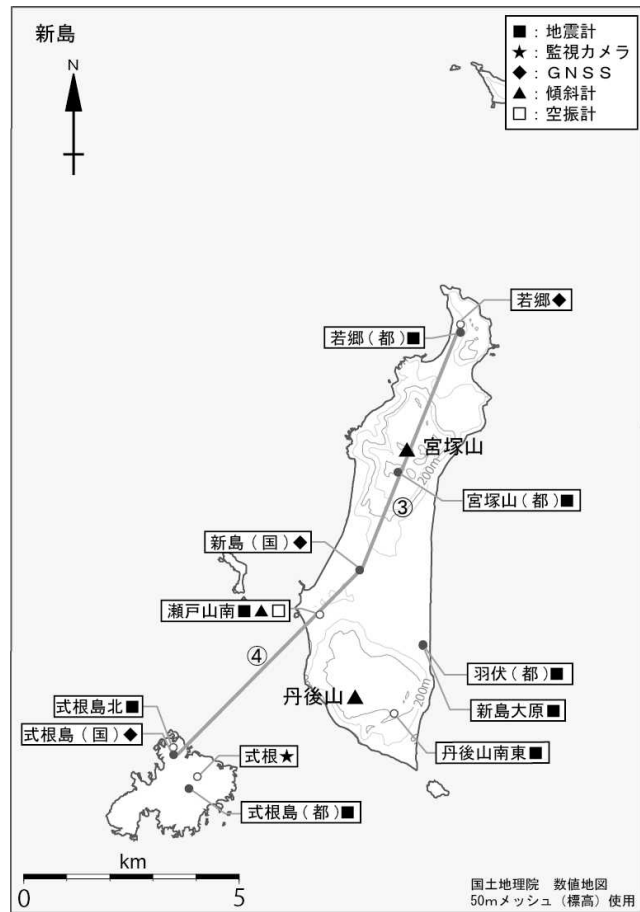 新島
N
■：地震計
★：監視カメラ
◆：ＧＮＳＳ
▲：傾斜計
□：空振計
若郷◆
若郷(都)■
▲宮塚山
200m
宮塚山(都)■
③
新島(国)◆
瀬戸山南■▲□
④
羽伏(都)■
丹後山▲
200m
新島大原■
式根島北■
式根島(国)◆
丹後山南東■
式根★
式根島(都)■
km
0 5
国土地理院 数値地図
50mメッシュ(標高)使用